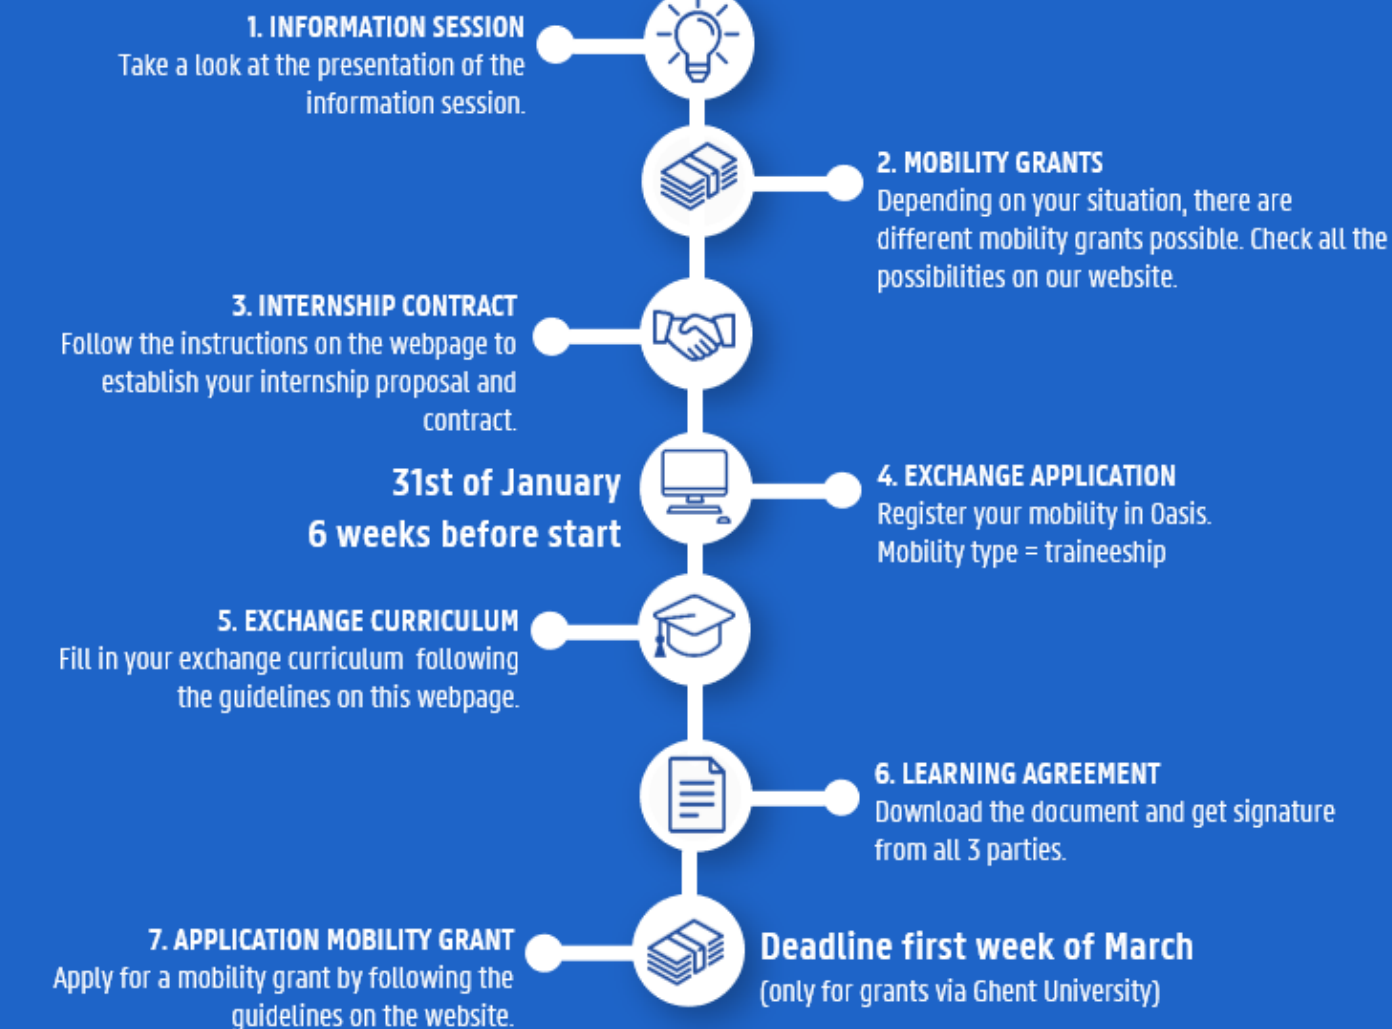 1. INFORMATION SESSION
Take a look at the presentation of the
information session.
2. MOBILITY GRANTS
Depending on your situation, there are
different mobility grants possible. Check all the
possibilities on our website.
3. INTERNSHIP CONTRACT
Follow the instructions on the webpage to
establish your internship proposal and
contract.
31st of January
6 weeks before start
4. EXCHANGE APPLICATION
Register your mobility in Oasis.
Mobility type = traineeship
5. EXCHANGE CURRICULUM
Fill in your exchange curriculum following
the guidelines on this webpage.
6. LEARNING AGREEMENT
Download the document and get signature
from all 3 parties.
7. APPLICATION MOBILITY GRANT
Apply for a mobility grant by following the
guidelines on the website.
Deadline first week of March
(only for grants via Ghent University)